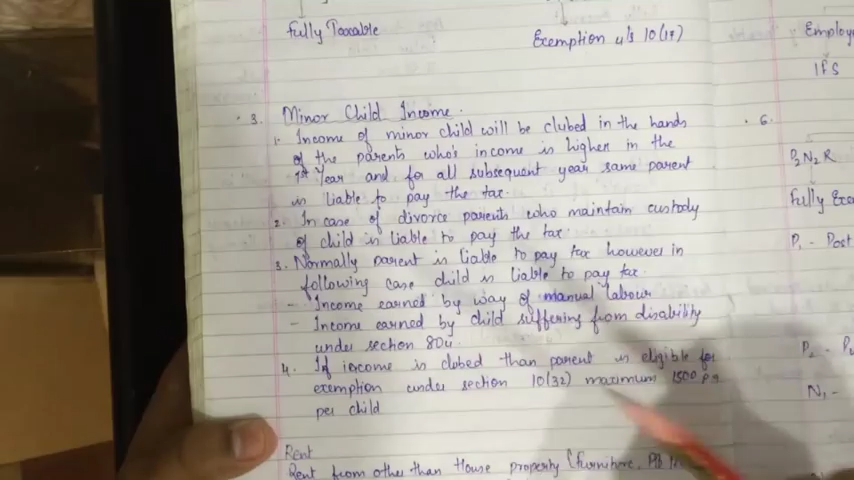 fully Taxable
Exemption u/s 10(17)
3. Minor Child Income.
1. Income of minor child will be clubed in the hands
of the parents who's income is higher in the
1st Year and for all subsequent year same parent
is liable to pay the tax.
2. In case of divorce parents who maintain custody
of child is liable to pay the tax.
3. Normally parent is liable to pay tax however in
following case child is liable to pay tax.
- Income earned by way of manual labour
- Income earned by child suffering from disability
under section 80u.
4. If income is clubed than parent is eligible for
exemption under section 10(32) maximum 1500 p.a
per child
Rent
Rent from other than House property (furniture,
Employ
IFS
6.
P2N2R
Fully Exe
P1 - Post
P2 -
N1 -